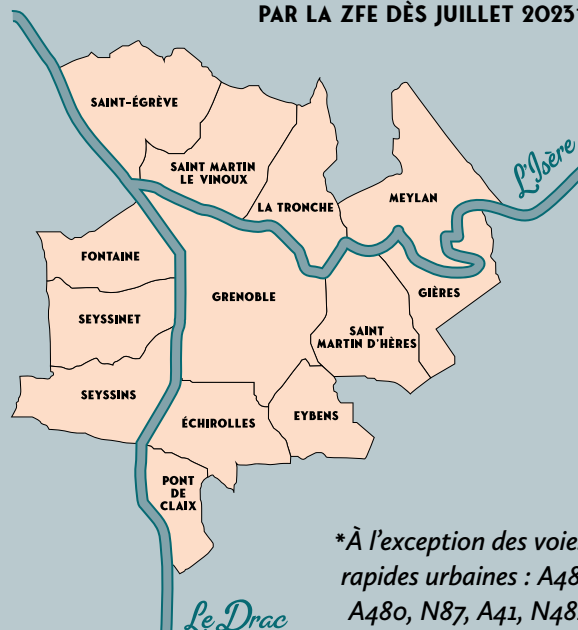 PAR LA ZFE DÈS JUILLET 2023*
SAINT-ÉGRÈVE
SAINT MARTIN
LE VINOUX
LA TRONCHE
MEYLAN
L'Isère
FONTAINE
GRENOBLE
GIÈRES
SEYSSINET
SAINT
MARTIN D'HÈRES
SEYSSINS
ÉCHIROLLES
EYBENS
PONT
DE
CLAIX
*À l'exception des voies
rapides urbaines : A48
A480, N87, A41, N48
Le Drac